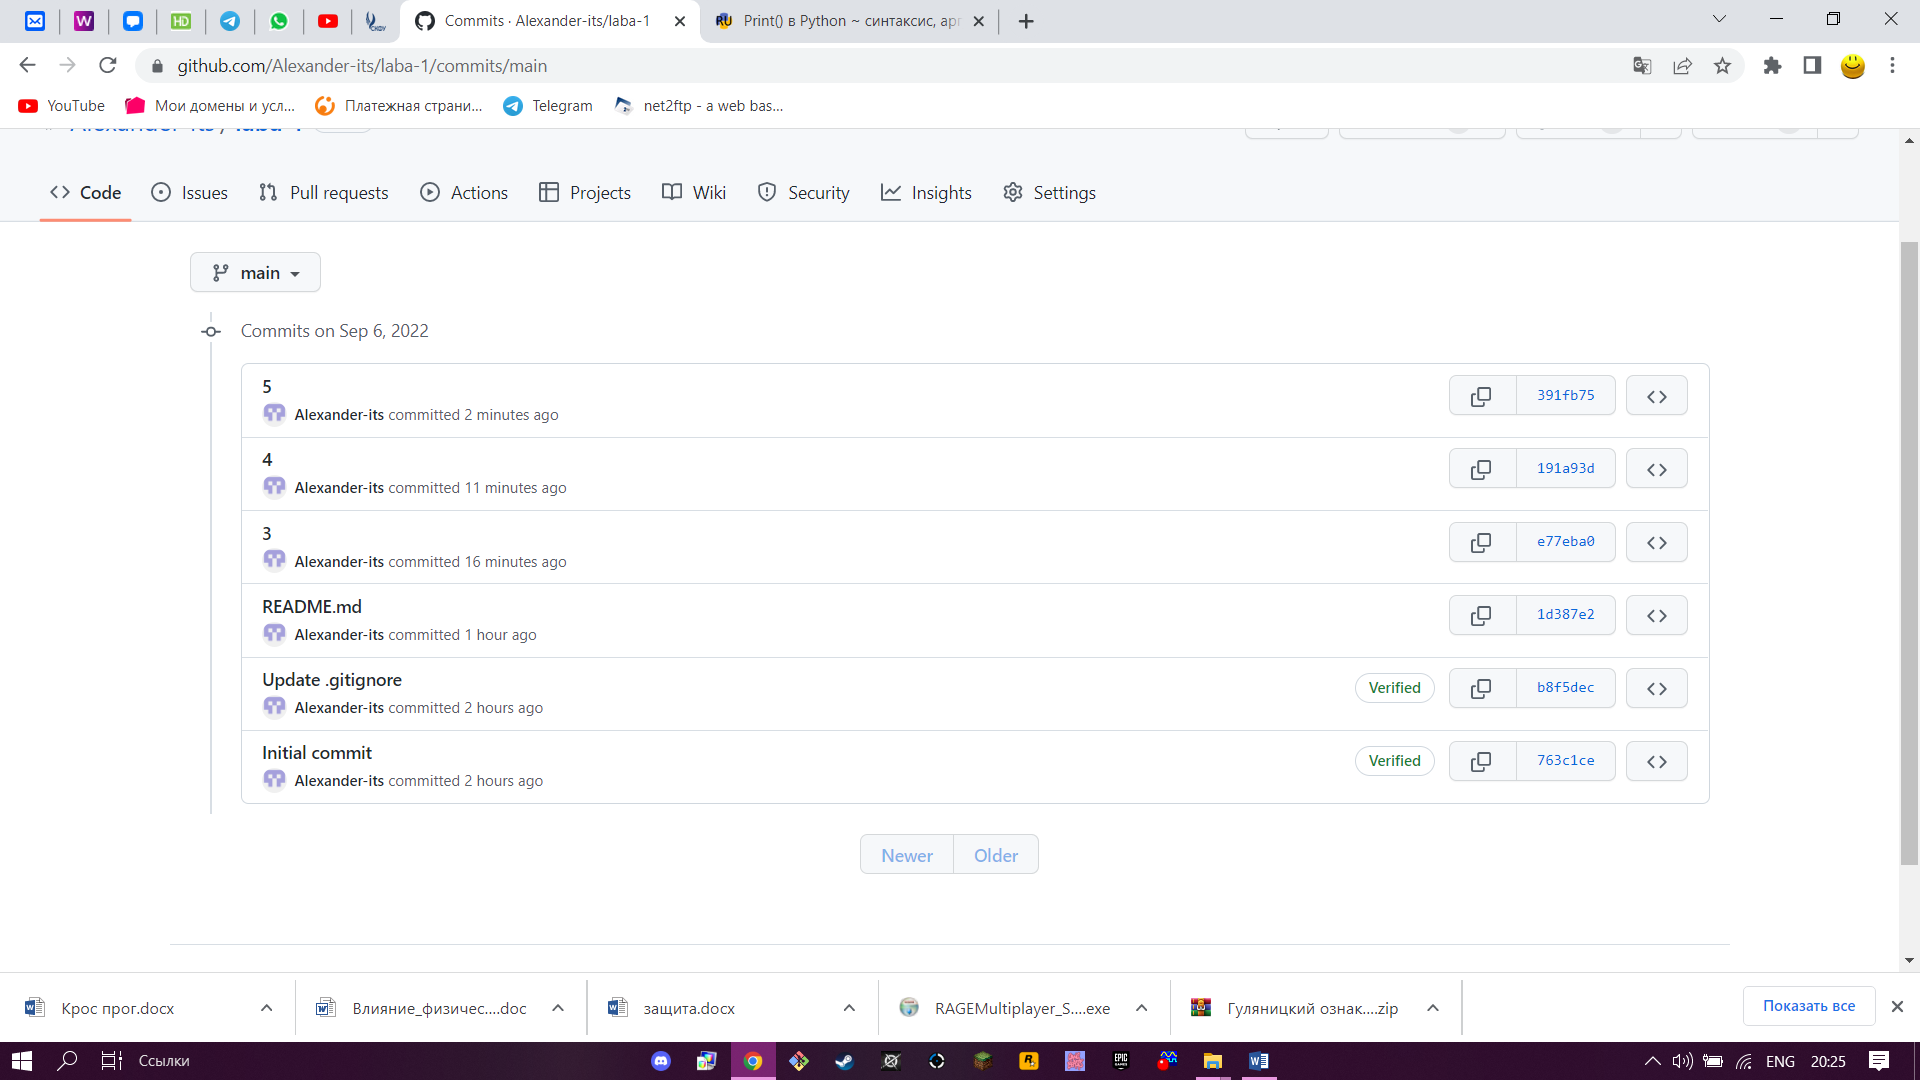 Commits · Alexander-its/laba-1
Print() в Python ~ синтаксис, арг
github.com/Alexander-its/laba-1/commits/main
YouTube
Мои домены и усл...
Платежная страни...
Telegram
net2ftp - a web bas...
Code
Issues
Pull requests
Actions
Projects
Wiki
Security
Insights
Settings
main
Commits on Sep 6, 2022
5
Alexander-its committed 2 minutes ago
391fb75
4
Alexander-its committed 11 minutes ago
191a93d
3
Alexander-its committed 16 minutes ago
e77eba0
README.md
Alexander-its committed 1 hour ago
1d387e2
Update .gitignore
Alexander-its committed 2 hours ago
Verified
b8f5dec
Initial commit
Alexander-its committed 2 hours ago
Verified
763c1ce
Newer
Older
Крос прог.docx
Влияние_физичес....doc
защита.docx
RAGEMultiplayer_S....exe
Гуляницкий ознак....zip
Показать все
Ссылки
ENG
20:25